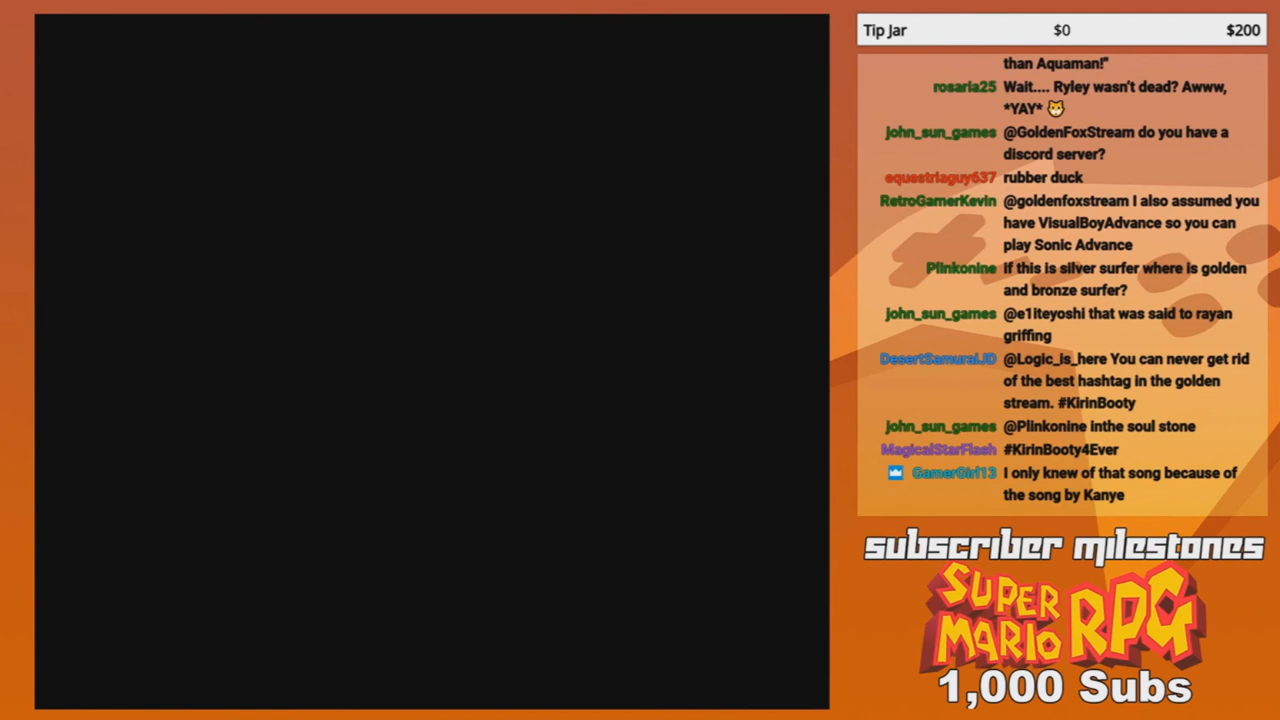 Tip Jar $0 $200
than Aquaman!"
rosaria25 Wait.... Ryley wasn't dead? Awww,
*YAY*
john_sun_games @GoldenFoxStream do you have a
discord server?
equestriaguy637 rubber duck
RetroGamerKevin @goldenfoxstream I also assumed you
have VisualBoyAdvance so you can
play Sonic Advance
Plinkonine if this is silver surfer where is golden
and bronze surfer?
john_sun_games @e1iteyoshi that was said to rayan
griffing
DesertSamuraiJD @Logic_is_here You can never get rid
of the best hashtag in the golden
stream. #KirinBooty
john_sun_games @Plinkonine inthe soul stone
MagicalStarFlash #KirinBooty4Ever
GamerGirl13 I only knew of that song because of
the song by Kanye
subscriber milestones
SUPER
MARIO RPG
1,000 Subs